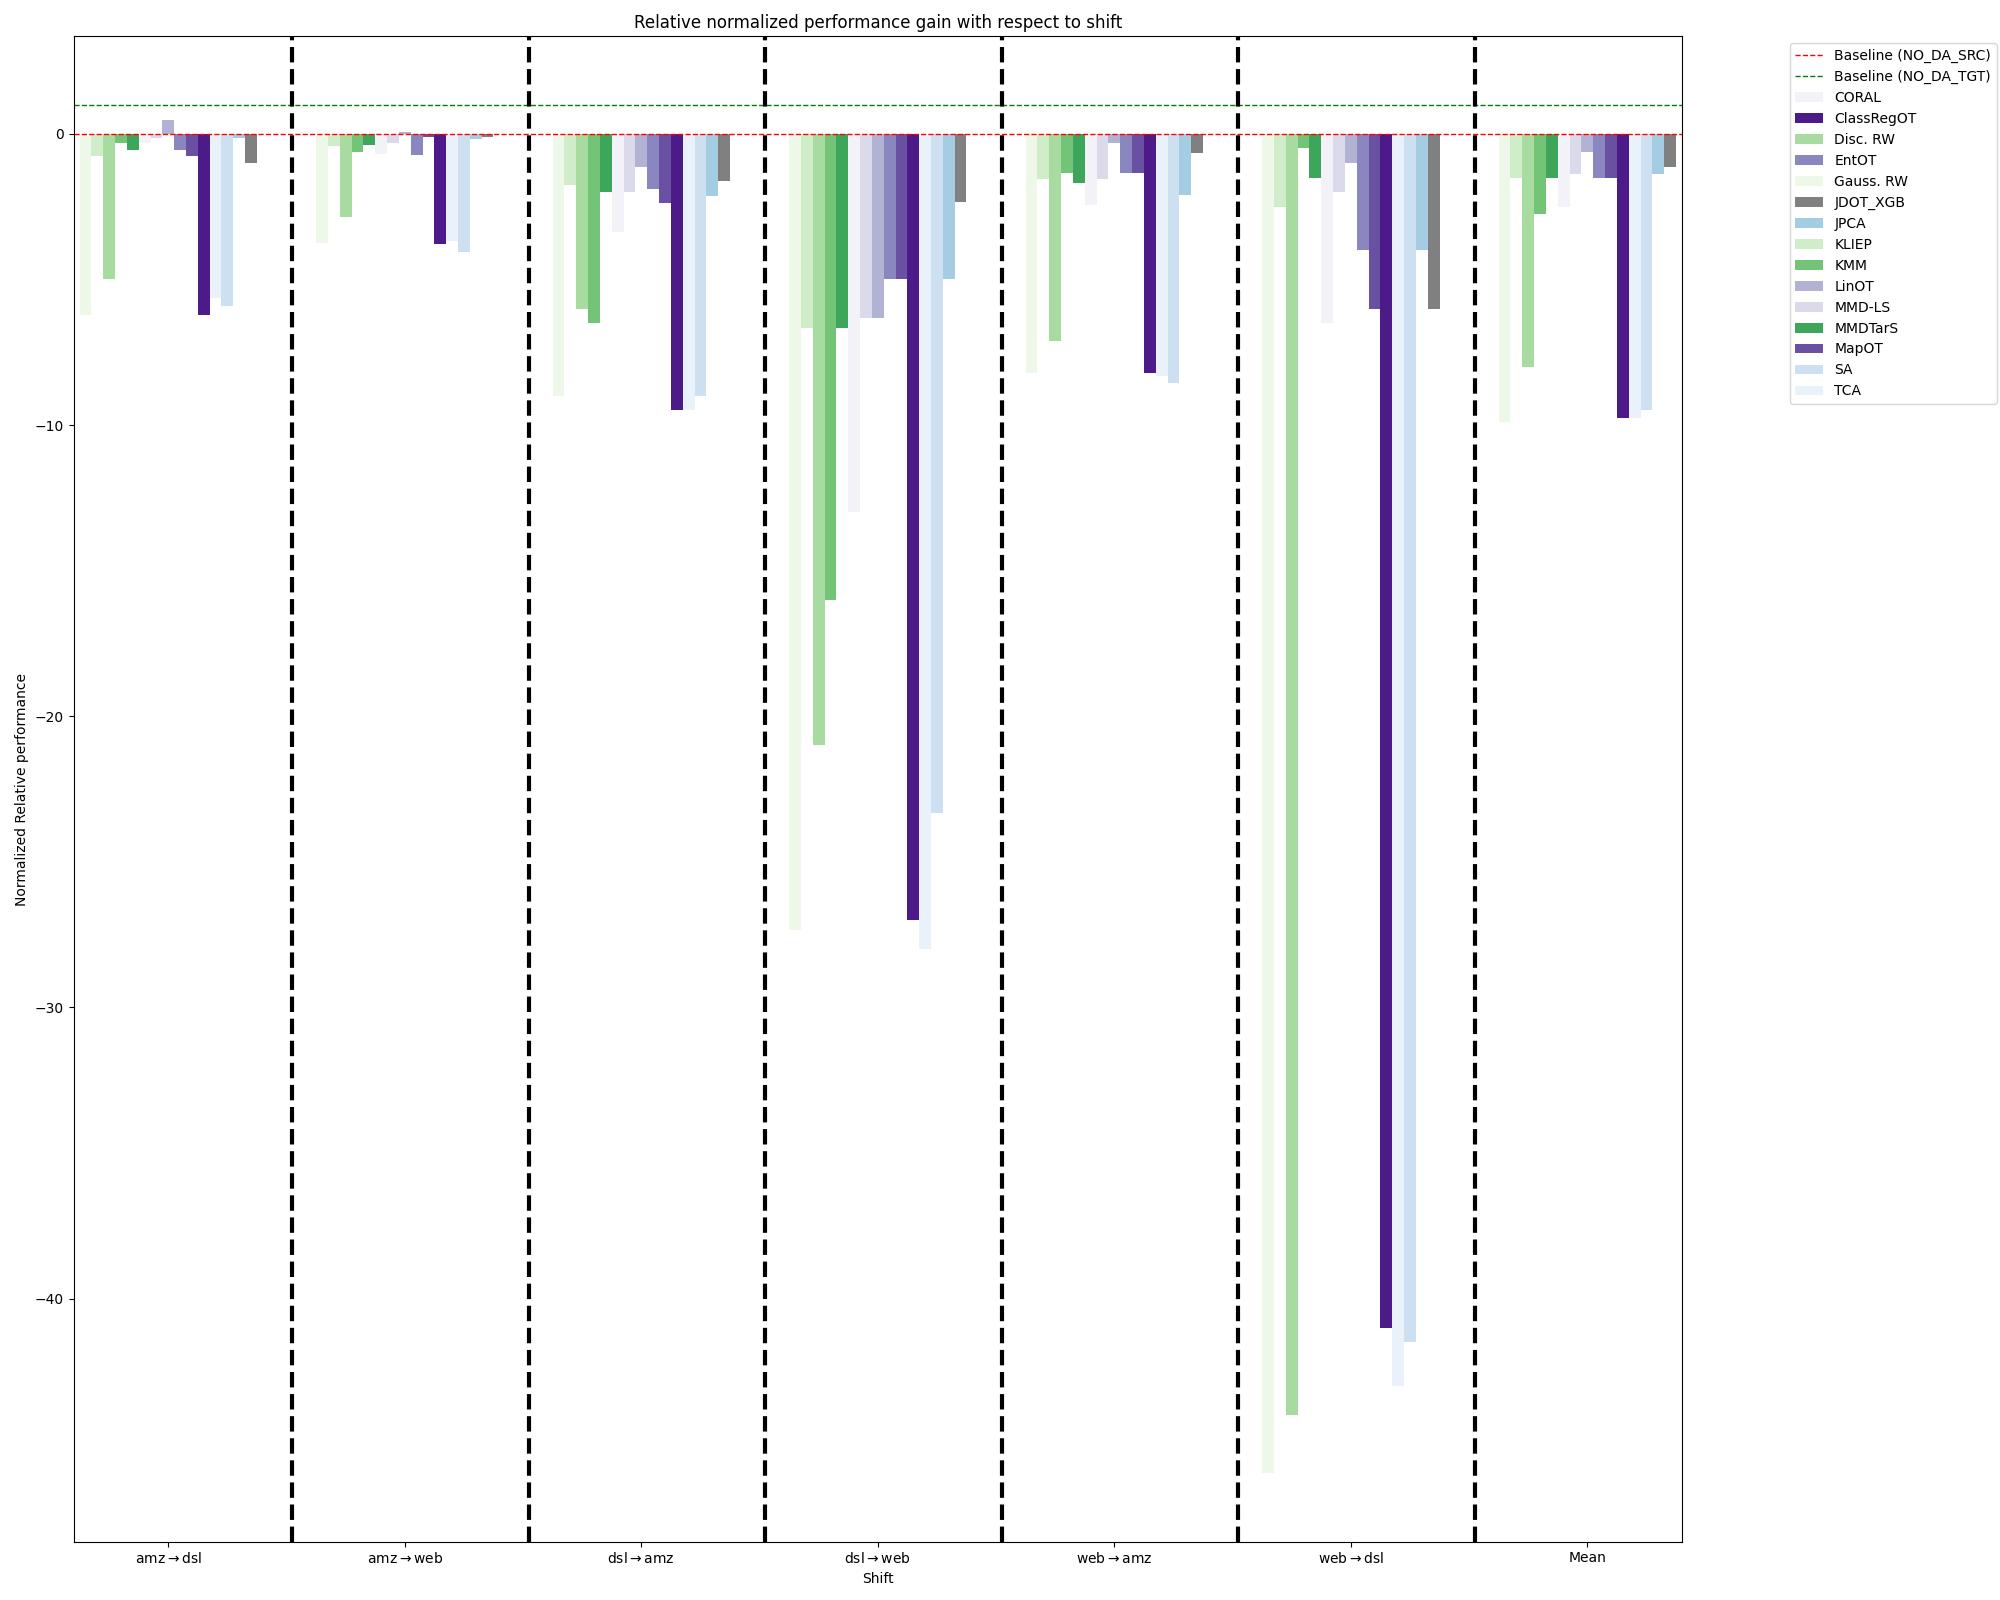 Relative normalized performance gain with respect to shift
Normalized Relative performance
0
−10
−20
−30
−40
amz→dsl
amz→web
dsl→amz
dsl→web
web→amz
web→dsl
Mean
Shift
Baseline (NO_DA_SRC)
Baseline (NO_DA_TGT)
CORAL
ClassRegOT
Disc. RW
EntOT
Gauss. RW
JDOT_XGB
JPCA
KLIEP
KMM
LinOT
MMD-LS
MMDTarS
MapOT
SA
TCA